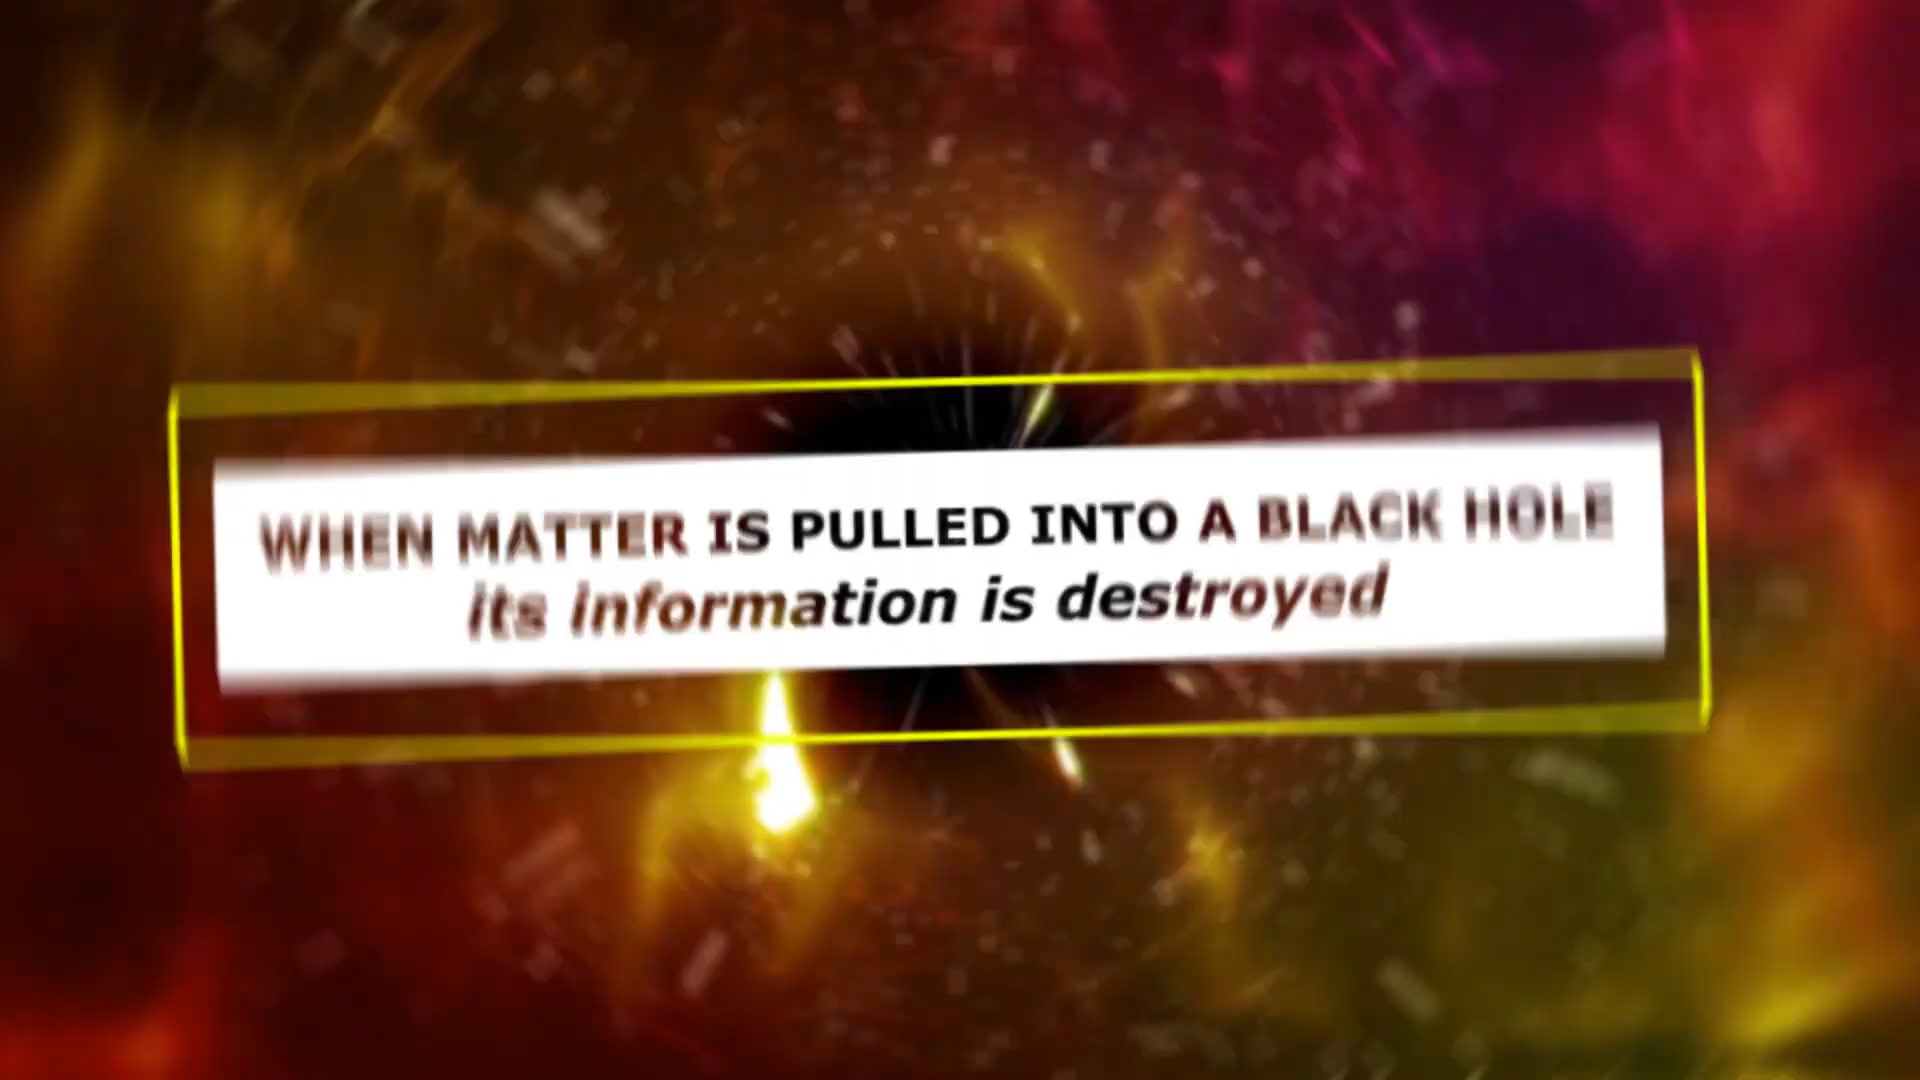 WHEN MATTER IS PULLED INTO A BLACK HOLE
its information is destroyed